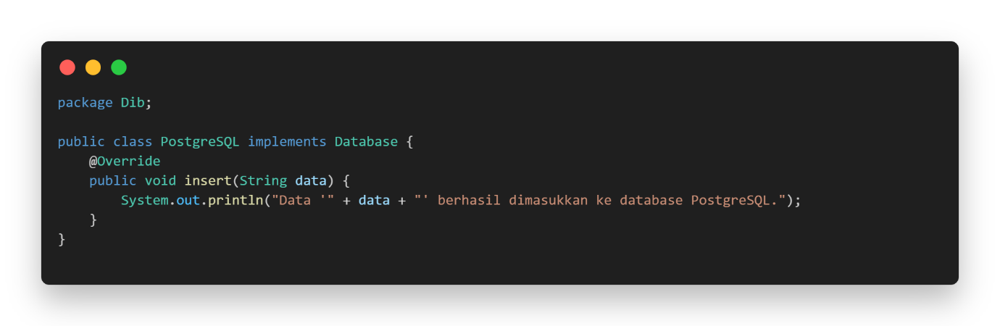 package Dib;
public class PostgreSQL implements Database {
@Override
public void insert(String data) {
System.out.println("Data '" + data + "' berhasil dimasukkan ke database PostgreSQL.");
}
}